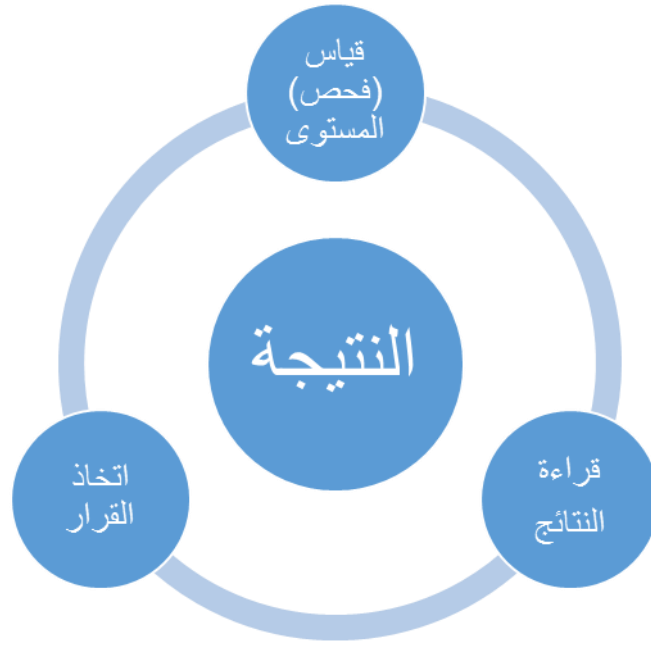 قياس
(فحص)
المستوى
النتيجة
قراءة
النتائج
اتخاذ
القرار